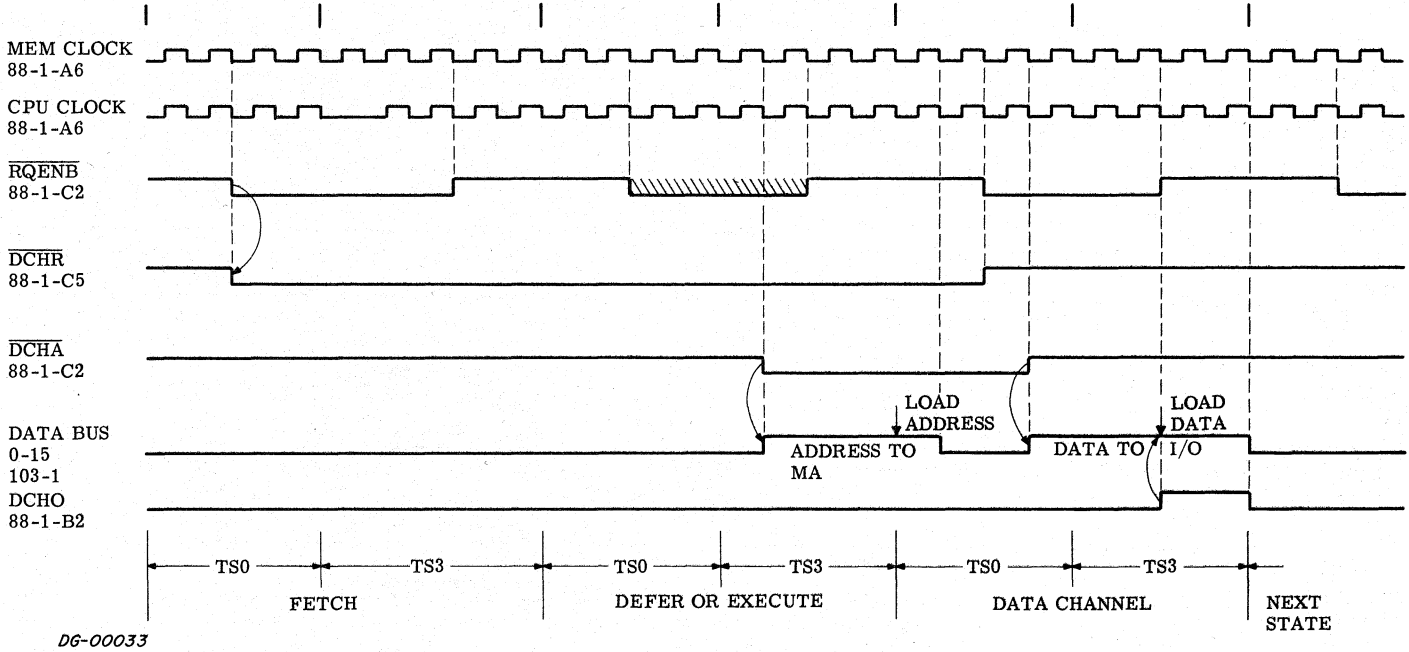 MEM CLOCK
88-1-A6
CPU CLOCK
88-1-A6
RQENB
88-1-C2
DCHR
88-1-C5
DCHA
88-1-C2
LOAD
ADDRESS
LOAD
DATA
DATA BUS
0-15
103-1
ADDRESS TO
MA
DATA TO I/O
DCHO
88-1-B2
TS0 TS3 TS0 TS3 TS0 TS3
FETCH DEFER OR EXECUTE DATA CHANNEL NEXT
STATE
DG-00033